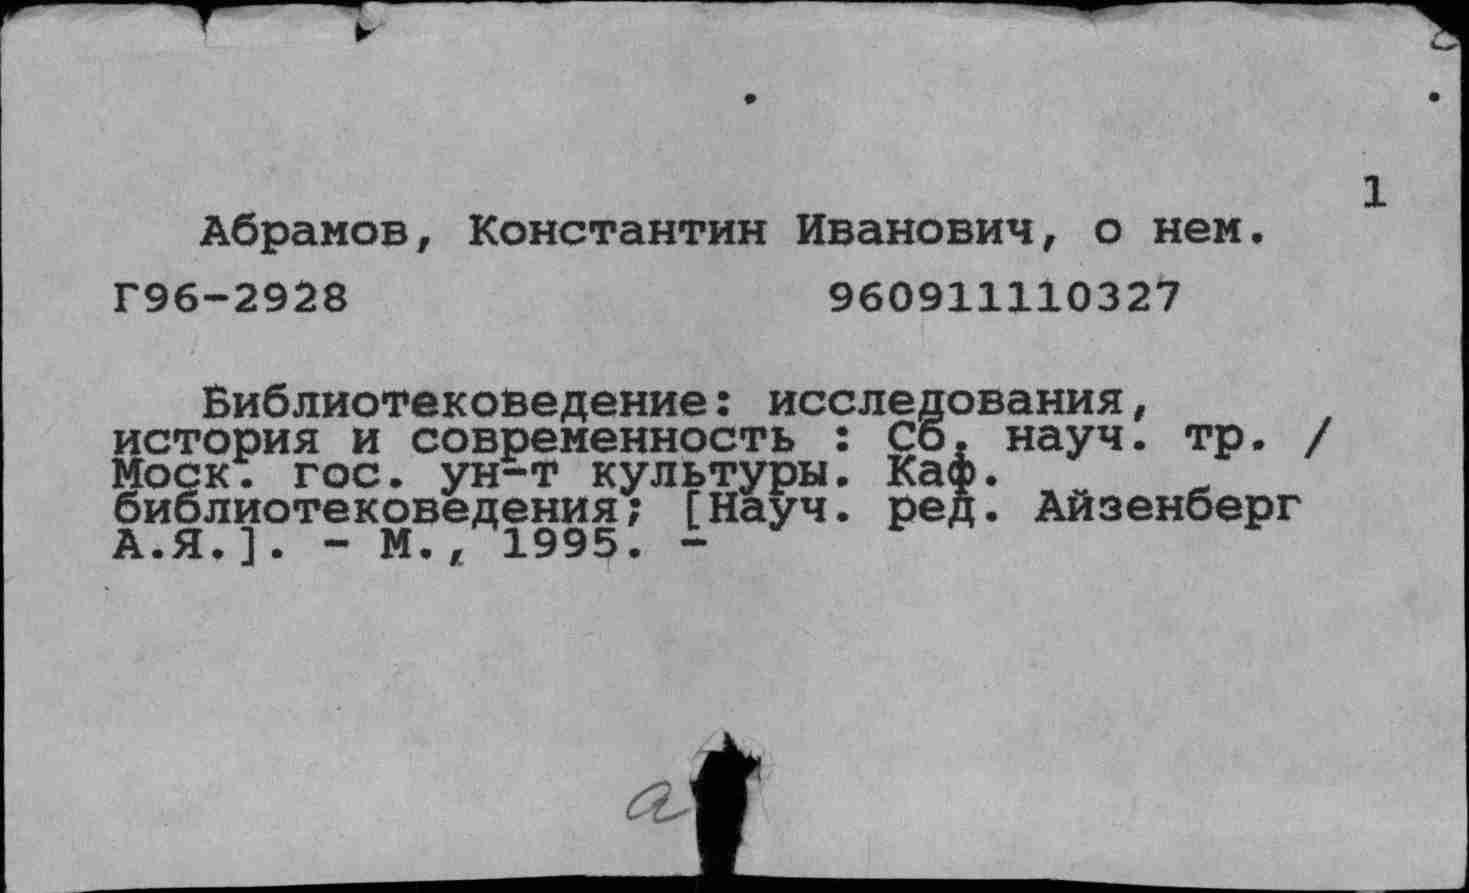 1
Абрамов, Константин Иванович, о нем.
Г96-2928 960911110327
Библиотековедение: исследования,
история и современность : Сб. науч. тр. /
Моск. гос. ун-т культуры. Каф.
библиотековедения; [Науч. ред. Айзенберг
А.Я.]. - М., 1995. -
а